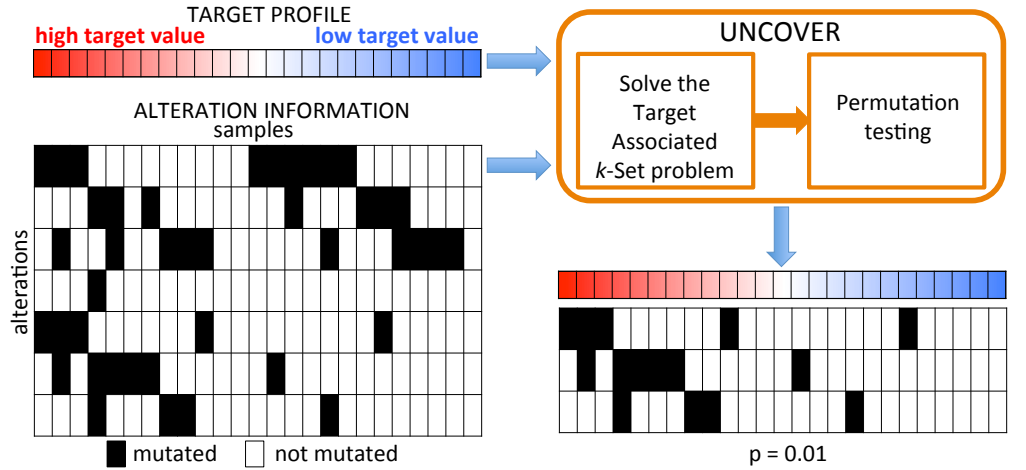 TARGET PROFILE
high target value
low target value
ALTERATION INFORMATION
samples
alterations
mutated
not mutated
UNCOVER
Solve the
Target
Associated
k-Set problem
Permutation
testing
p = 0.01